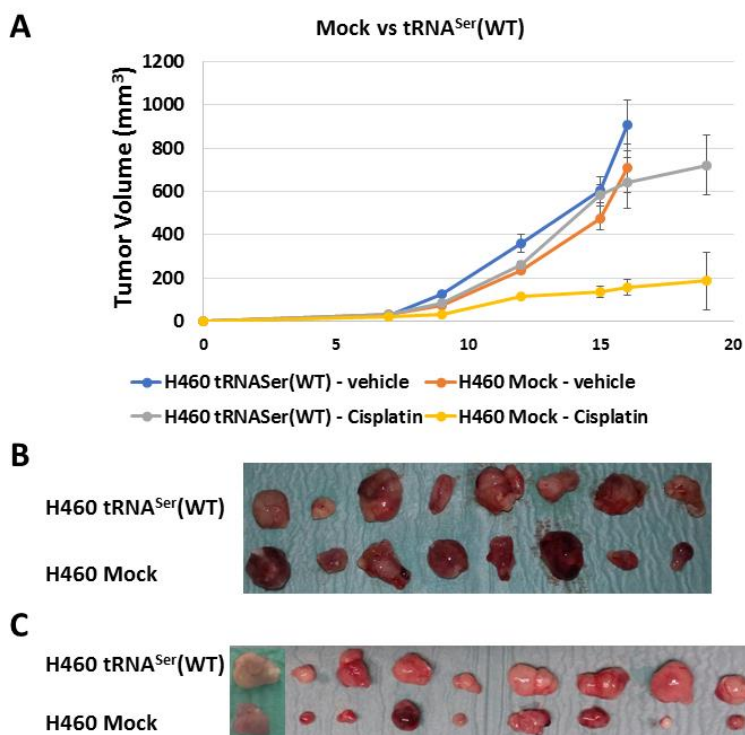 A
Mock vs tRNASer(WT)
Tumor Volume (mm3)
1200
1000
800
600
400
200
0
0 5 10 15 20
H460 tRNASer(WT) - vehicle H460 Mock - vehicle
H460 tRNASer(WT) - Cisplatin H460 Mock - Cisplatin
B
H460 tRNASer(WT)
H460 Mock
C
H460 tRNASer(WT)
H460 Mock